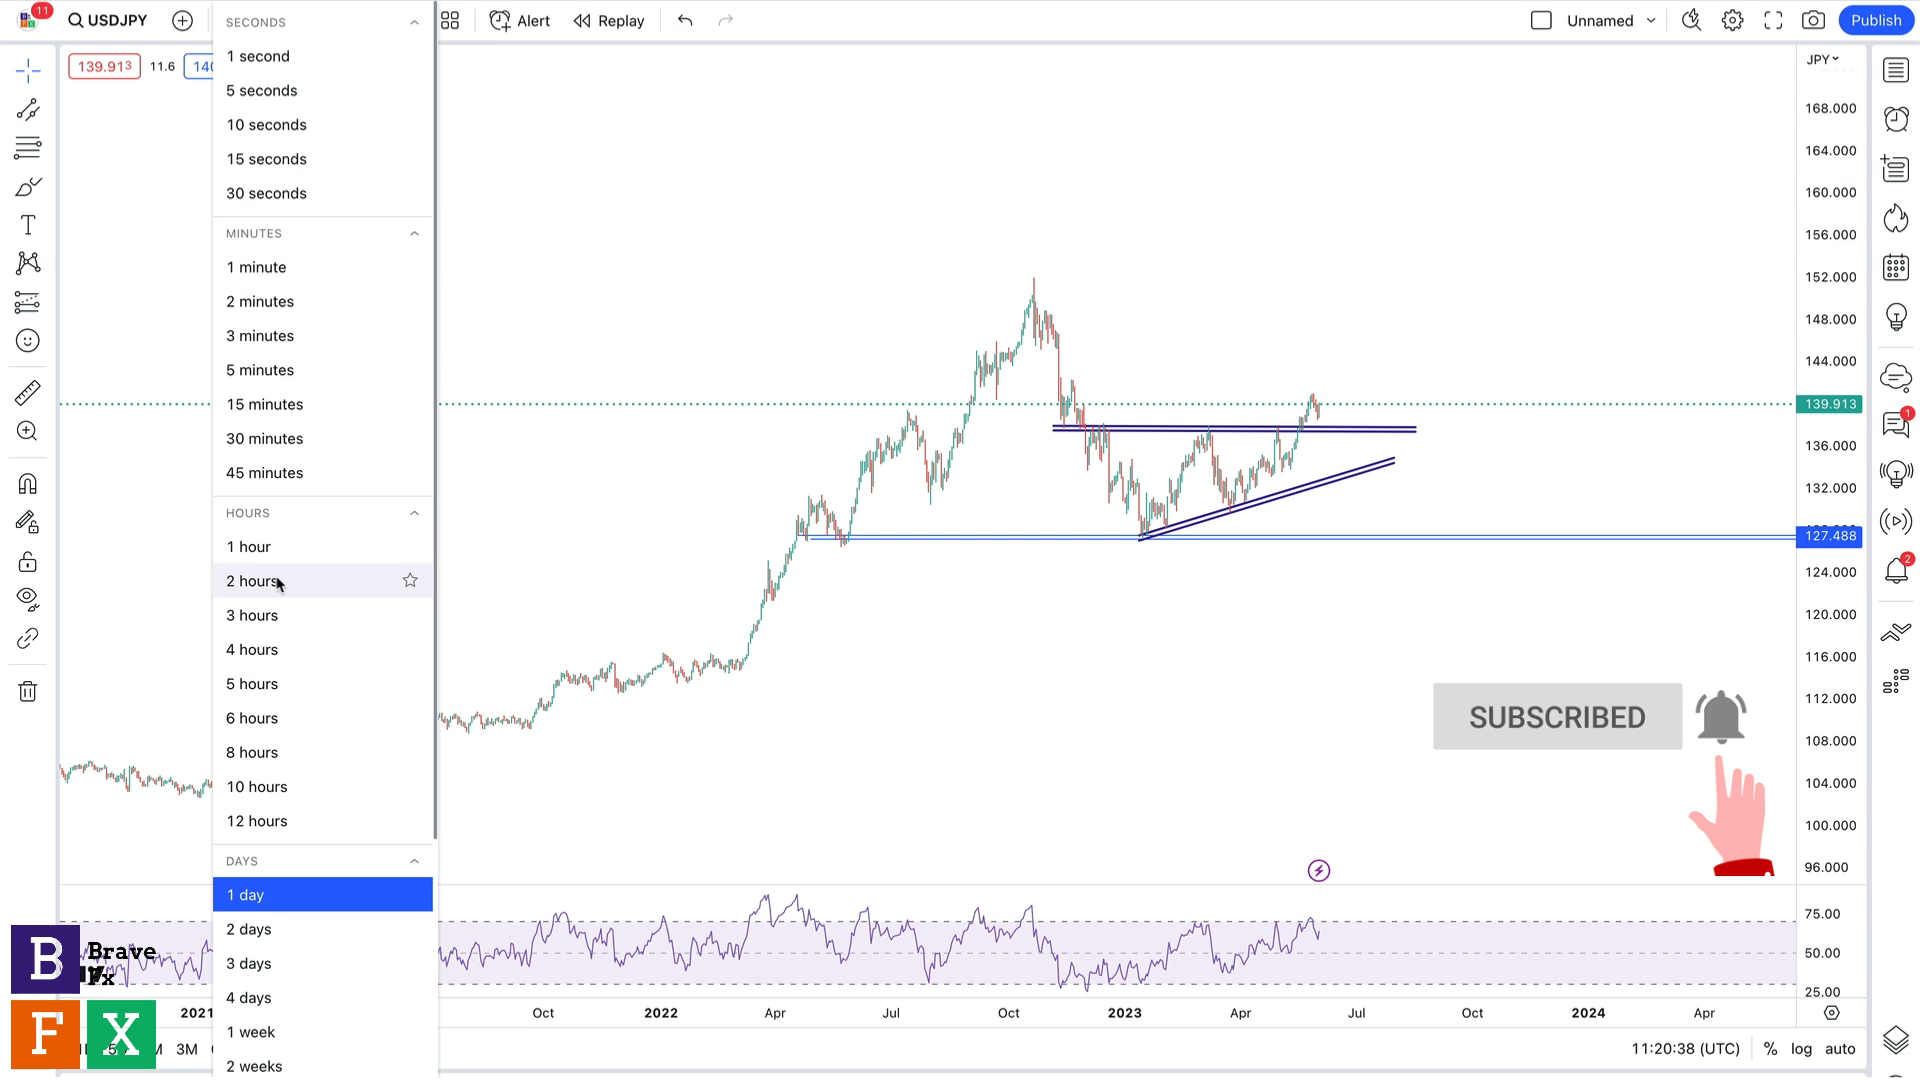 11
USDJPY
Alert
Replay
Unnamed
Publish
139.913
11.6
140
JPY
SECONDS
1 second
5 seconds
10 seconds
15 seconds
30 seconds
MINUTES
1 minute
2 minutes
3 minutes
5 minutes
15 minutes
30 minutes
45 minutes
HOURS
1 hour
2 hours
3 hours
4 hours
5 hours
6 hours
8 hours
10 hours
12 hours
DAYS
1 day
2 days
3 days
4 days
1 week
2 weeks
168.000
164.000
160.000
156.000
152.000
148.000
144.000
139.913
136.000
132.000
127.488
124.000
120.000
116.000
112.000
108.000
104.000
100.000
96.000
75.00
50.00
25.00
1
2
SUBSCRIBED
B
Brave
Fx
F
X
2021
Oct
2022
Apr
Jul
Oct
2023
Apr
Jul
Oct
2024
Apr
3M
11:20:38 (UTC)
%
log
auto